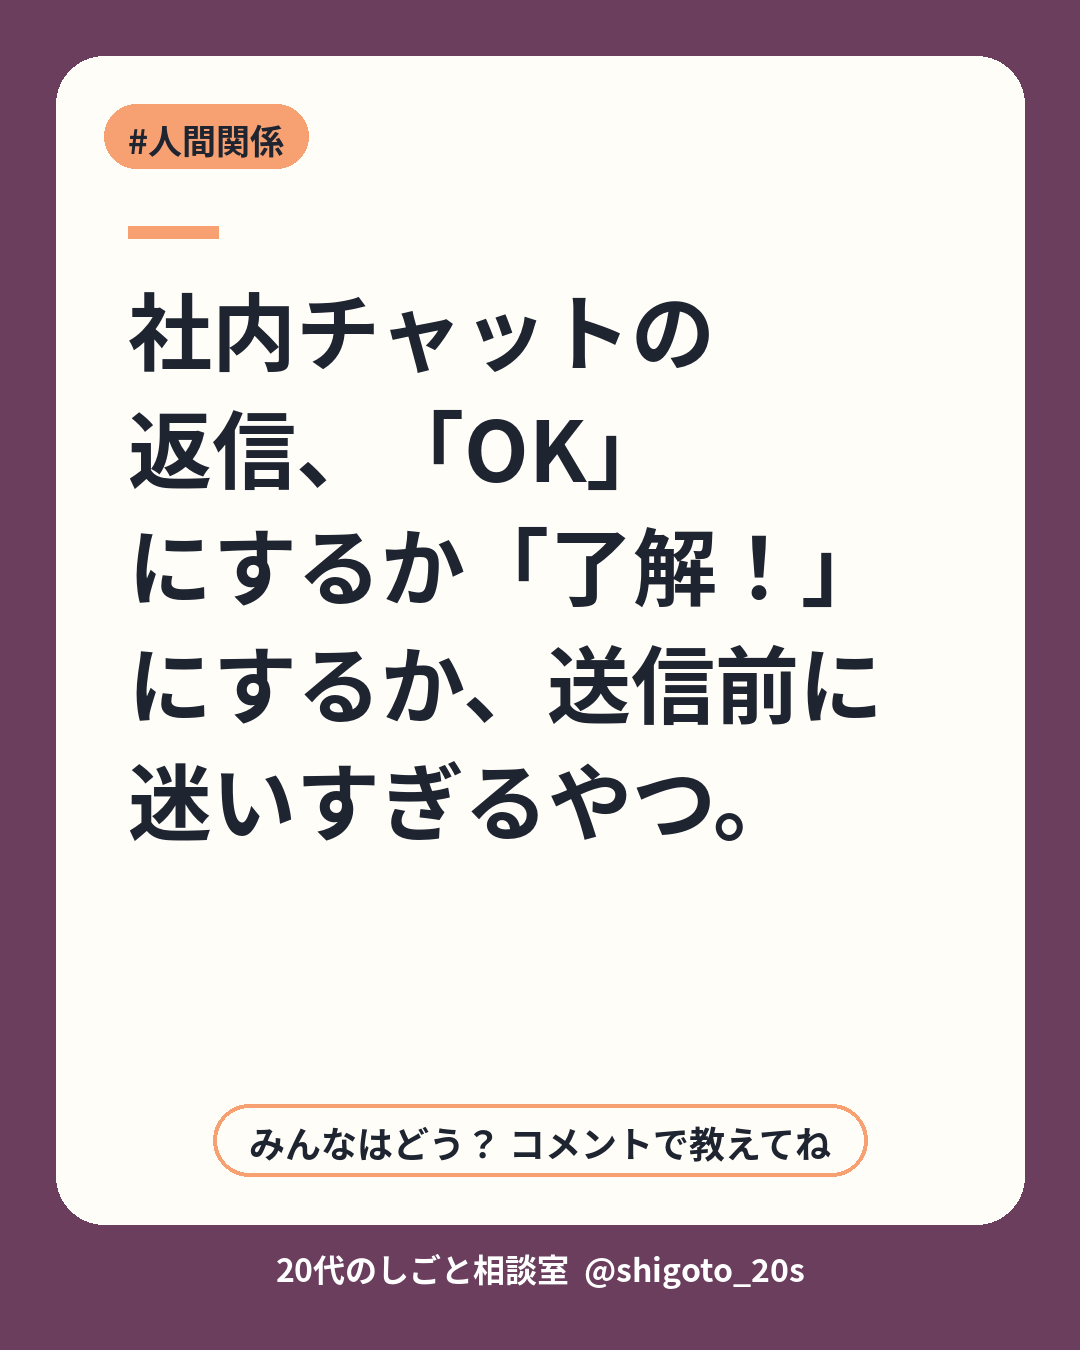 #人間関係
社内チャットの
返信、「OK」
にするか「了解！」
にするか、送信前に
迷いすぎるやつ。
みんなはどう？ コメントで教えてね
20代のしごと相談室 @shigoto_20s